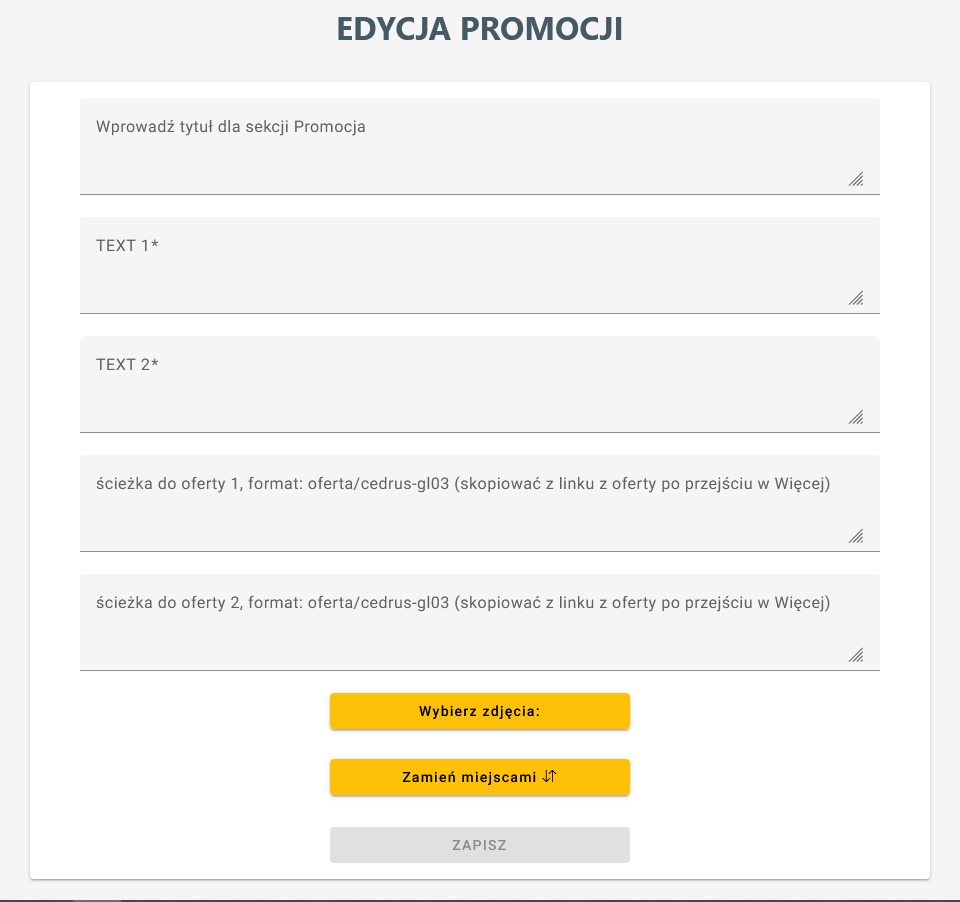 EDYCJA PROMOCJI
Wprowadź tytuł dla sekcji Promocja
TEXT 1*
TEXT 2*
ścieżka do oferty 1, format: oferta/cedrus-gl03 (skopiować z linku z oferty po przejściu w Więcej)
ścieżka do oferty 2, format: oferta/cedrus-gl03 (skopiować z linku z oferty po przejściu w Więcej)
Wybierz zdjęcia:
Zamień miejscami
ZAPISZ